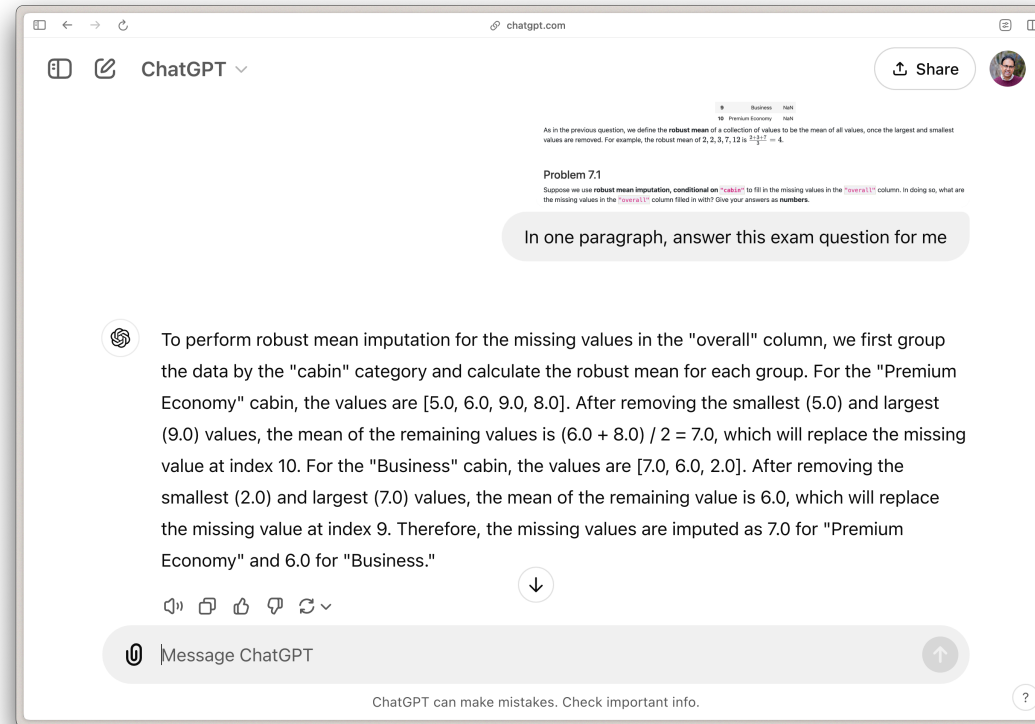 chatgpt.com
ChatGPT
Share
9 Business NaN
10 Premium Economy NaN
As in the previous question, we define the robust mean of a collection of values to be the mean of all values, once the largest and smallest
values are removed. For example, the robust mean of 2, 2, 3, 7, 12 is (2+3+7)/3 = 4.
Problem 7.1
Suppose we use robust mean imputation, conditional on "cabin" to fill in the missing values in the "overall" column. In doing so, what are
the missing values in the "overall" column filled in with? Give your answers as numbers.
In one paragraph, answer this exam question for me
To perform robust mean imputation for the missing values in the "overall" column, we first group
the data by the "cabin" category and calculate the robust mean for each group. For the "Premium
Economy" cabin, the values are [5.0, 6.0, 9.0, 8.0]. After removing the smallest (5.0) and largest
(9.0) values, the mean of the remaining values is (6.0 + 8.0) / 2 = 7.0, which will replace the missing
value at index 10. For the "Business" cabin, the values are [7.0, 6.0, 2.0]. After removing the
smallest (2.0) and largest (7.0) values, the mean of the remaining value is 6.0, which will replace
the missing value at index 9. Therefore, the missing values are imputed as 7.0 for "Premium
Economy" and 6.0 for "Business."
Message ChatGPT
ChatGPT can make mistakes. Check important info.
?